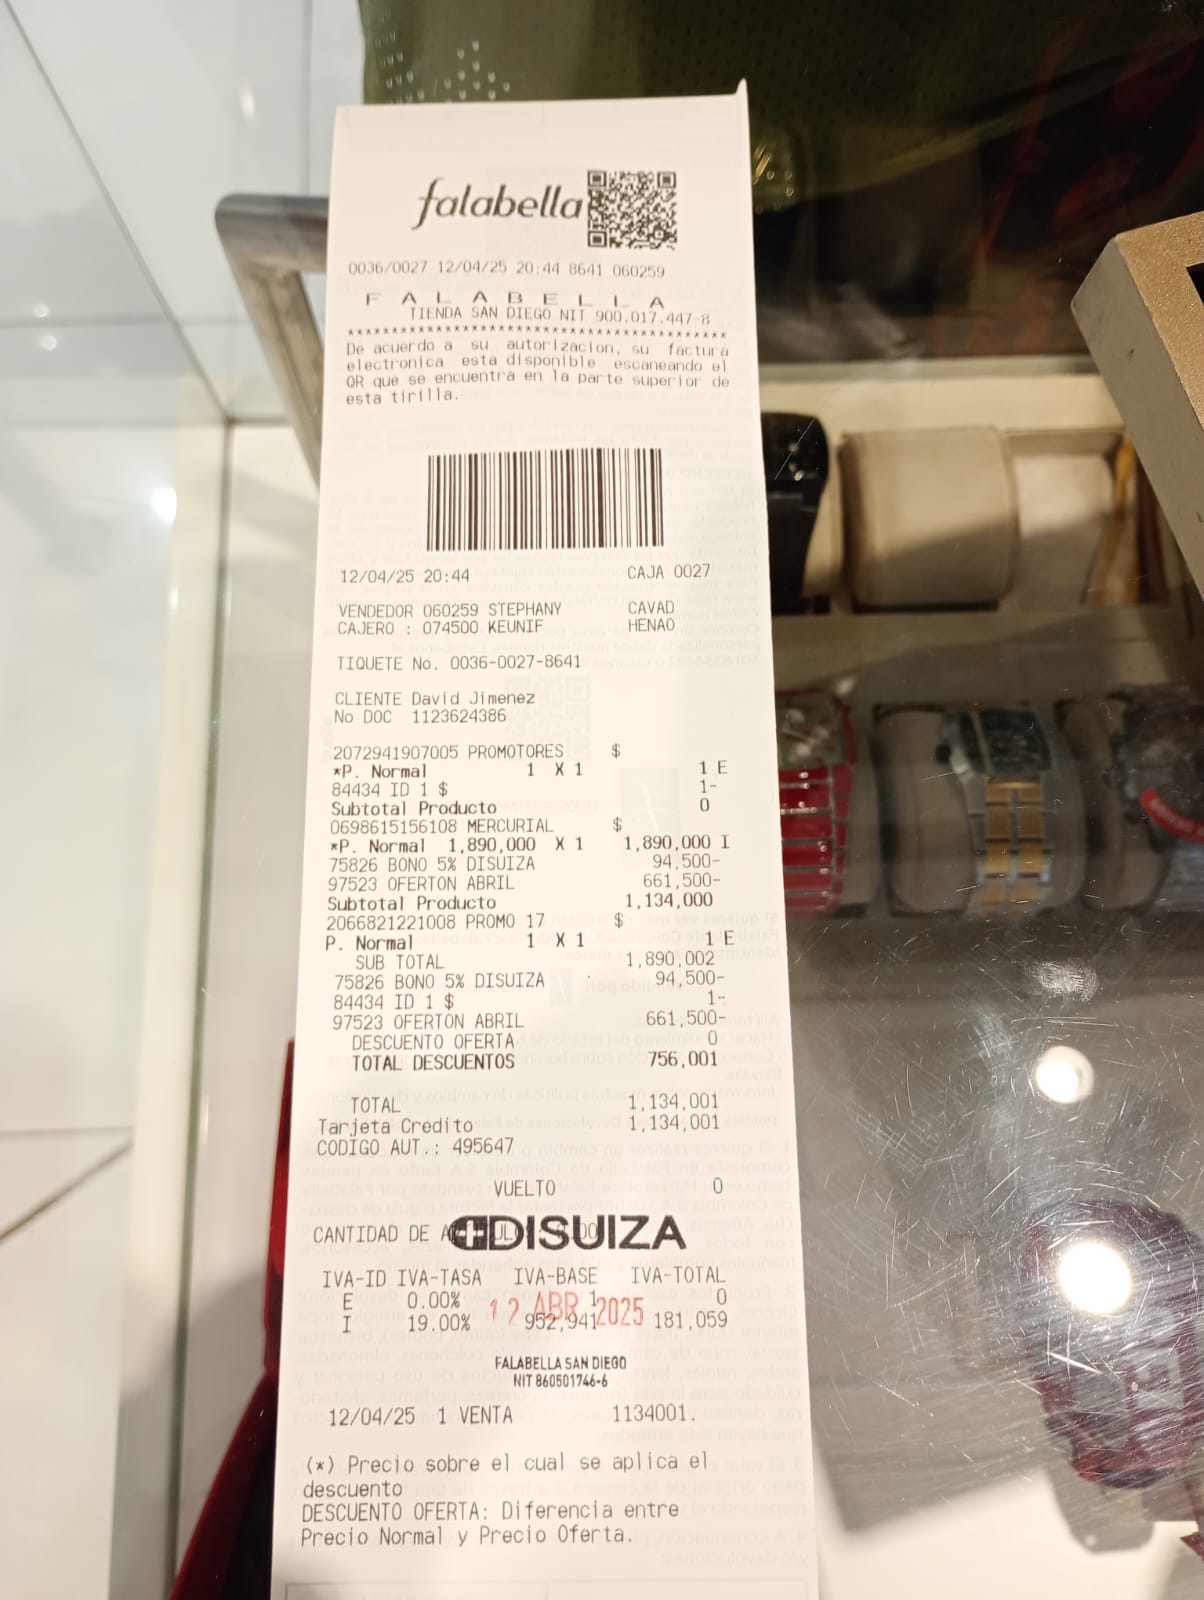 falabella
0036/0027 12/04/25 20:44 8641 060259
F A L A B E L L A
TIENDA SAN DIEGO NIT 900.017.447-8
**************************************************
De acuerdo a su autorizacion, su factura
electronica esta disponible escaneando el
QR que se encuentra en la parte superior de
esta tirilla.
12/04/25 20:44 CAJA 0027
VENDEDOR 060259 STEPHANY CAVAD
CAJERO : 074500 KEUNIF HENAO
TIQUETE No. 0036-0027-8641
CLIENTE David Jimenez
No DOC 1123624386
2072941907005 PROMOTORES $
*P. Normal 1 X 1 1 E
84434 ID 1 $ 1-
Subtotal Producto 0
0698615156108 MERCURIAL $
*P. Normal 1,890,000 X 1 1,890,000 I
75826 BONO 5% DISUIZA 94,500-
97523 OFERTON ABRIL 661,500-
Subtotal Producto 1,134,000
2066821221008 PROMO 17 $
P. Normal 1 X 1 1 E
SUB TOTAL 1,890,002
75826 BONO 5% DISUIZA 94,500-
84434 ID 1 $ 1-
97523 OFERTON ABRIL 661,500-
DESCUENTO OFERTA 0
TOTAL DESCUENTOS 756,001
TOTAL 1,134,001
Tarjeta Credito 1,134,001
CODIGO AUT.: 495647
VUELTO 0
CANTIDAD DE
DISUIZA
IVA-ID IVA-TASA IVA-BASE IVA-TOTAL
E 0.00% 1 0
12 ABR 2025
I 19.00% 952,941 181,059
FALABELLA SAN DIEGO
NIT 860501746-6
12/04/25 1 VENTA 1134001.
(*) Precio sobre el cual se aplica el
descuento
DESCUENTO OFERTA: Diferencia entre
Precio Normal y Precio Oferta.